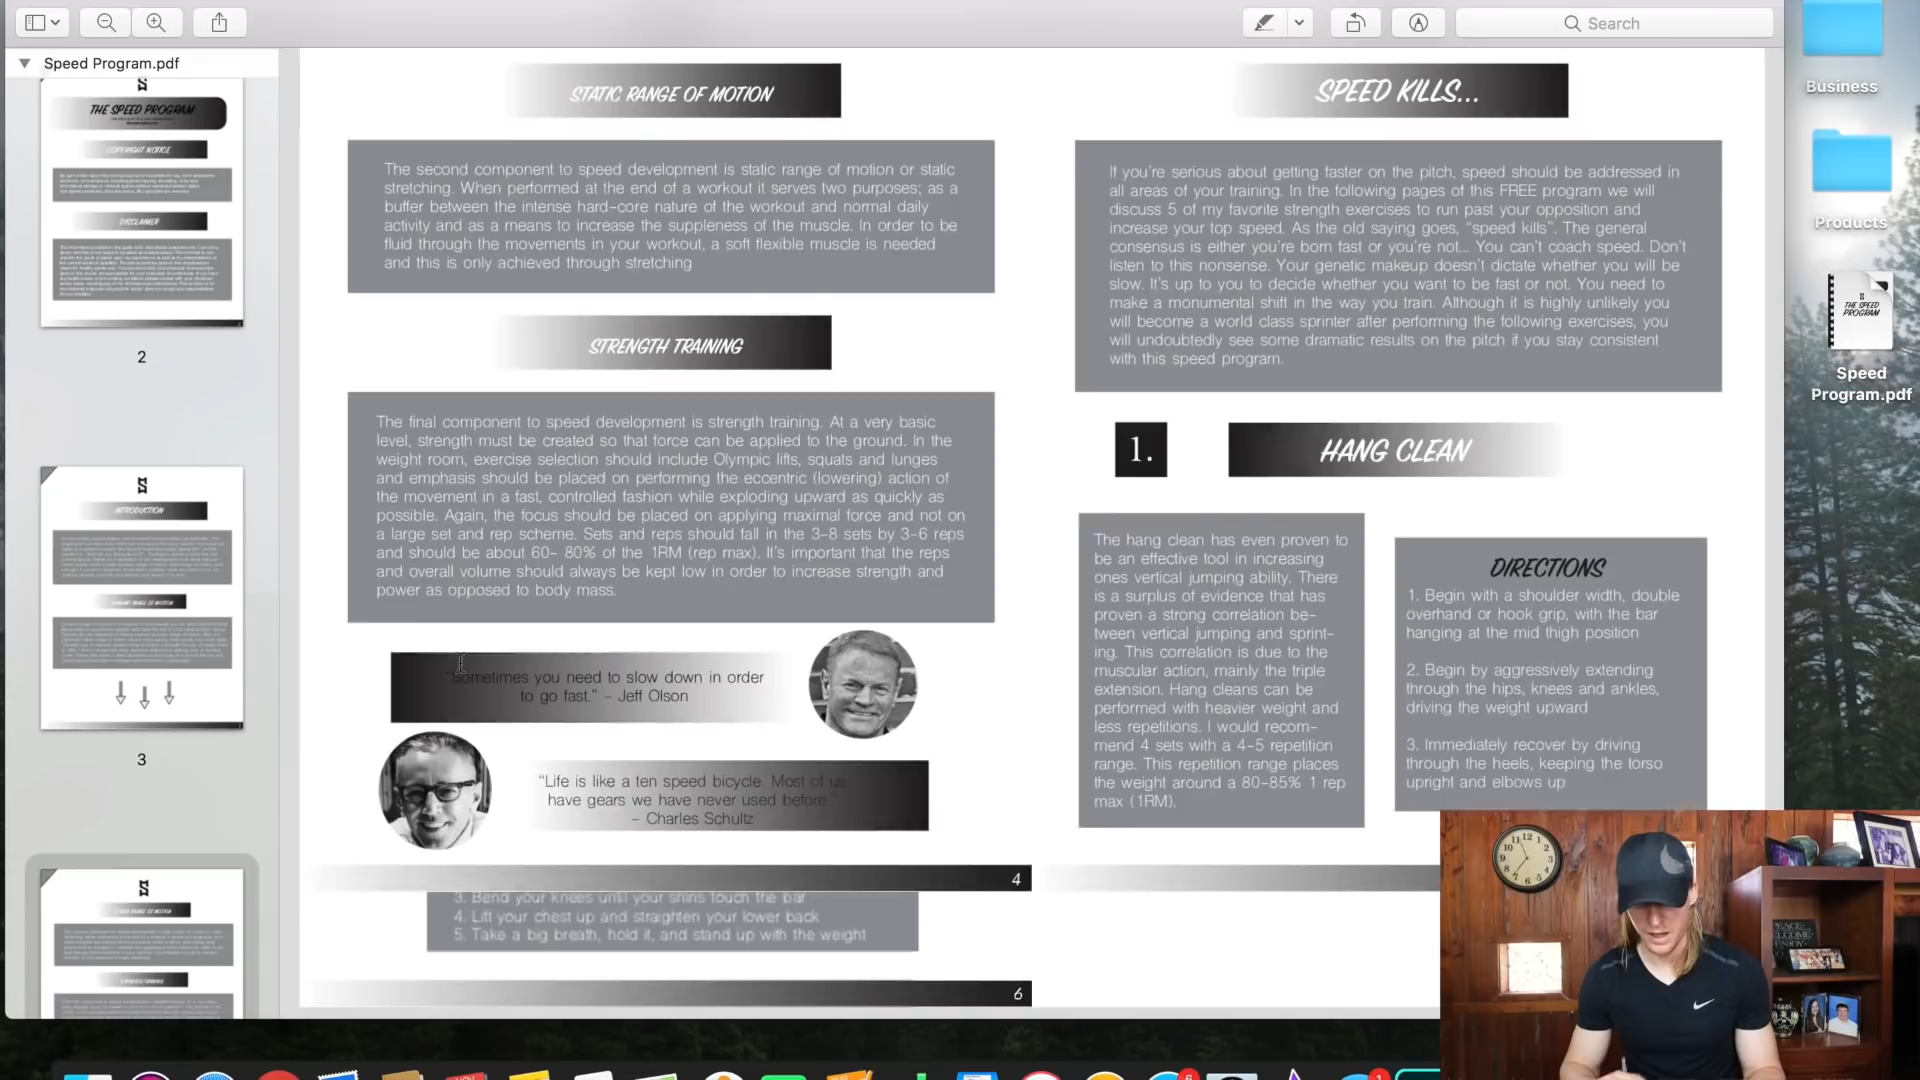 Search
Speed Program.pdf
THE SPEED PROGRAM
COPYRIGHT NOTICE
DISCLAIMER
2
INTRODUCTION
3
STATIC RANGE OF MOTION
The second component to speed development is static range of motion or static
stretching. When performed at the end of a workout it serves two purposes; as a
buffer between the intense hard-core nature of the workout and normal daily
activity and as a means to increase the suppleness of the muscle. In order to be
fluid through the movements in your workout, a soft flexible muscle is needed
and this is only achieved through stretching
STRENGTH TRAINING
The final component to speed development is strength training. At a very basic
level, strength must be created so that force can be applied to the ground. In the
weight room, exercise selection should include Olympic lifts, squats and lunges
and emphasis should be placed on performing the eccentric (lowering) action of
the movement in a fast, controlled fashion while exploding upward as quickly as
possible. Again, the focus should be placed on applying maximal force and not on
a large set and rep scheme. Sets and reps should fall in the 3-8 sets by 3-6 reps
and should be about 60- 80% of the 1RM (rep max). It's important that the reps
and overall volume should always be kept low in order to increase strength and
power as opposed to body mass.
"Sometimes you need to slow down in order
to go fast." - Jeff Olson
"Life is like a ten speed bicycle. Most of us
have gears we have never used before."
- Charles Schultz
4
3. Bend your knees until your shins touch the bar
4. Lift your chest up and straighten your lower back
5. Take a big breath, hold it, and stand up with the weight
6
SPEED KILLS...
If you're serious about getting faster on the pitch, speed should be addressed in
all areas of your training. In the following pages of this FREE program we will
discuss 5 of my favorite strength exercises to run past your opposition and
increase your top speed. As the old saying goes, "speed kills". The general
consensus is either you're born fast or you're not... You can't coach speed. Don't
listen to this nonsense. Your genetic makeup doesn't dictate whether you will be
slow. It's up to you to decide whether you want to be fast or not. You need to
make a monumental shift in the way you train. Although it is highly unlikely you
will become a world class sprinter after performing the following exercises, you
will undoubtedly see some dramatic results on the pitch if you stay consistent
with this speed program.
1.
HANG CLEAN
The hang clean has even proven to
be an effective tool in increasing
ones vertical jumping ability. There
is a surplus of evidence that has
proven a strong correlation be-
tween vertical jumping and sprint-
ing. This correlation is due to the
muscular action, mainly the triple
extension. Hang cleans can be
performed with heavier weight and
less repetitions. I would recom-
mend 4 sets with a 4-5 repetition
range. This repetition range places
the weight around a 80-85% 1 rep
max (1RM).
DIRECTIONS
1. Begin with a shoulder width, double
overhand or hook grip, with the bar
hanging at the mid thigh position
2. Begin by aggressively extending
through the hips, knees and ankles,
driving the weight upward
3. Immediately recover by driving
through the heels, keeping the torso
upright and elbows up
Business
Products
THE SPEED
PROGRAM
Speed
Program.pdf